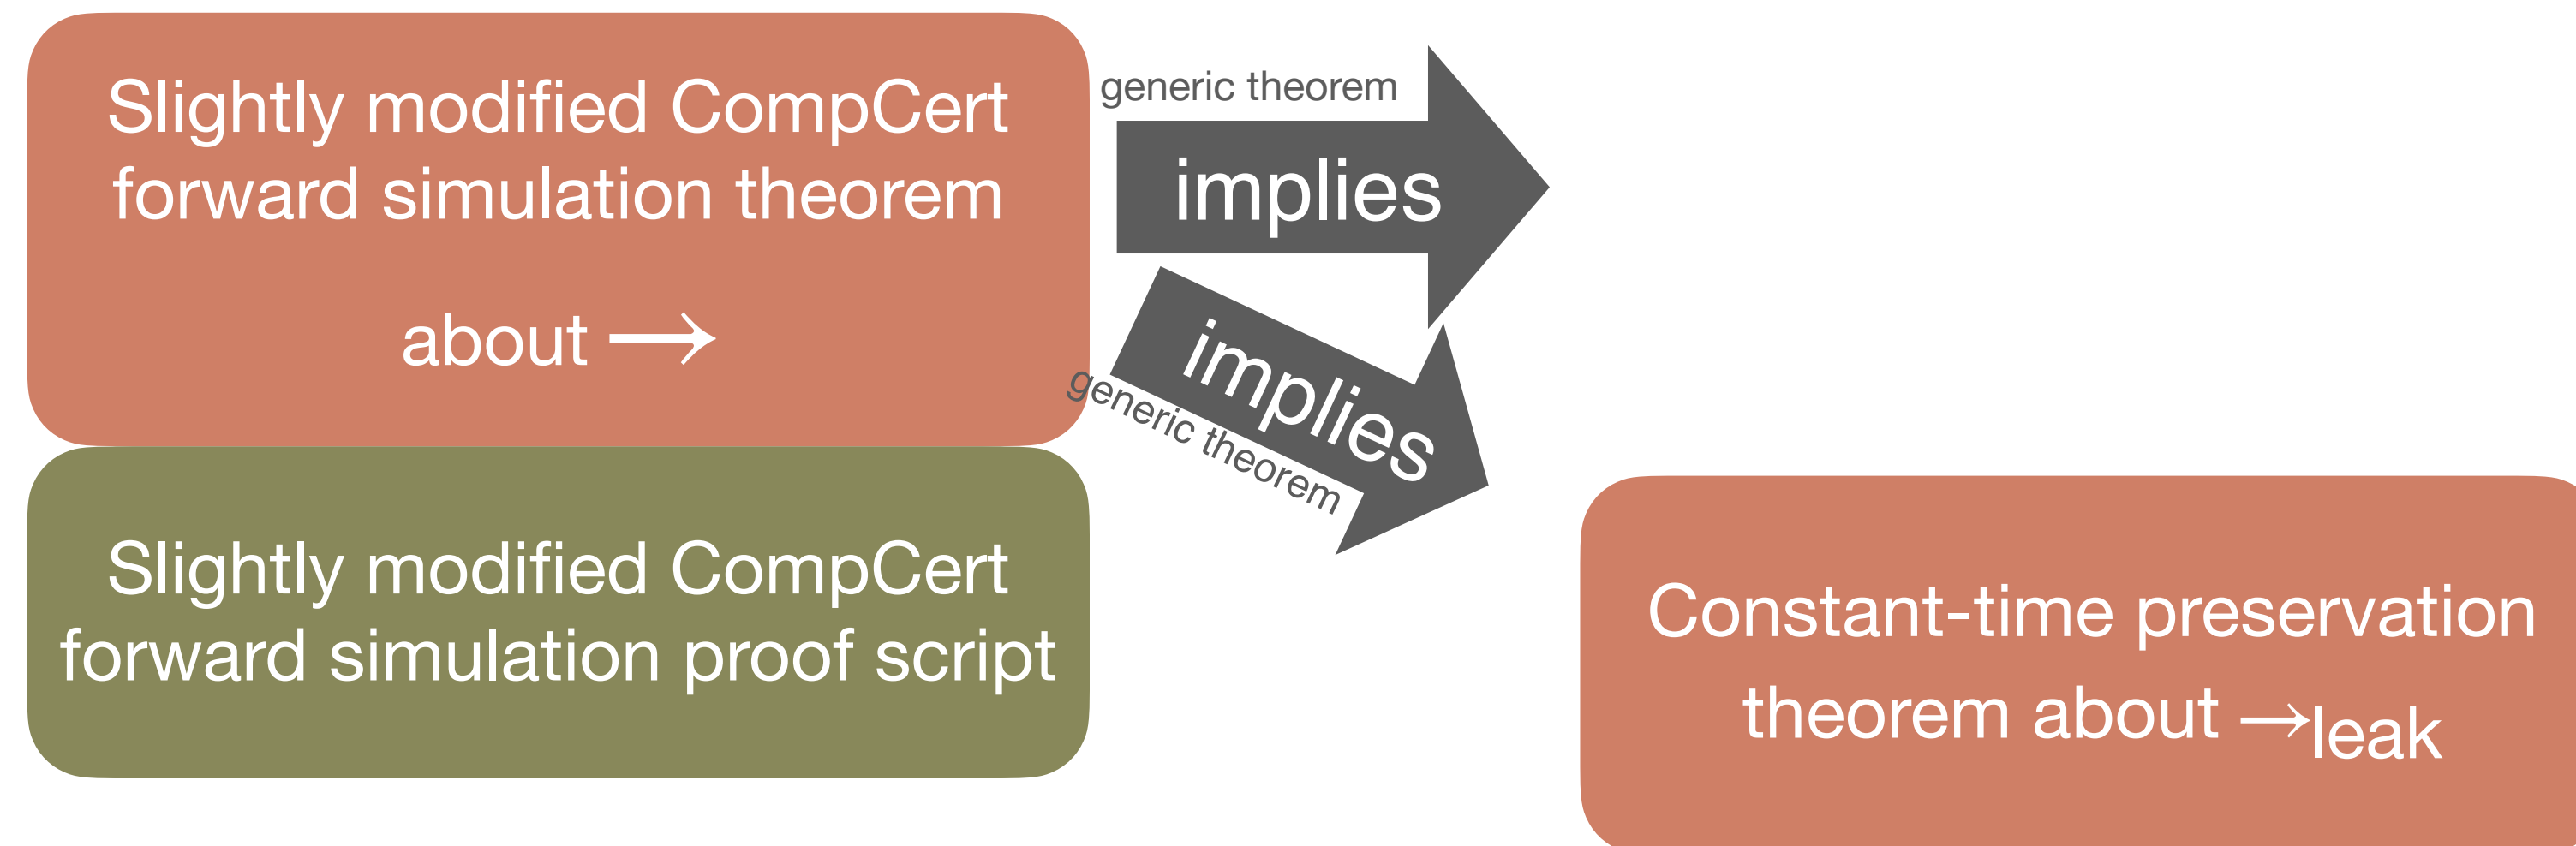 Slightly modified CompCert
forward simulation theorem
about →
generic theorem
implies
implies
generic theorem
Slightly modified CompCert
forward simulation proof script
Constant-time preservation
theorem about →leak